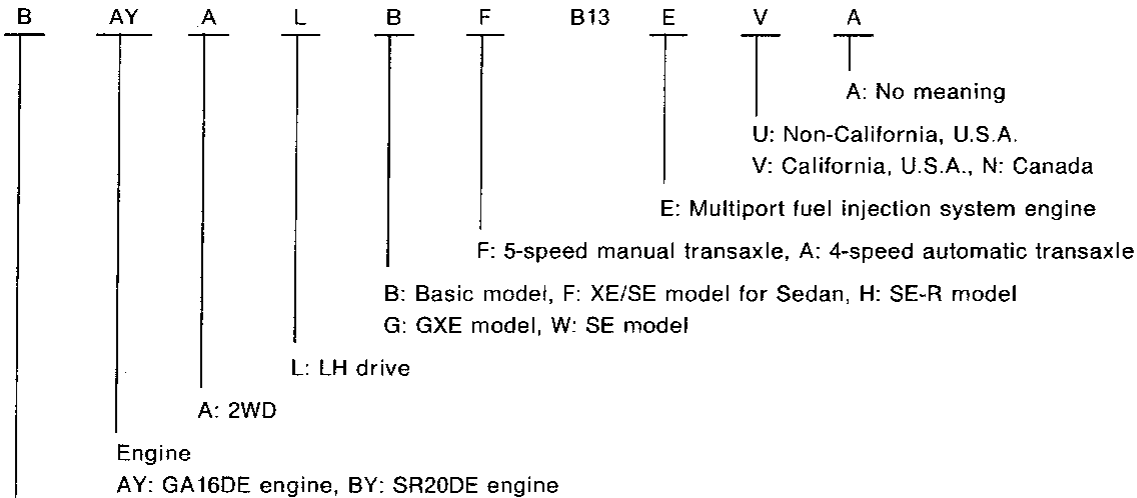 B AY A L B F B13 E V A
A: No meaning
U: Non-California, U.S.A.
V: California, U.S.A., N: Canada
E: Multiport fuel injection system engine
F: 5-speed manual transaxle, A: 4-speed automatic transaxle
B: Basic model, F: XE/SE model for Sedan, H: SE-R model
G: GXE model, W: SE model
L: LH drive
A: 2WD
Engine
AY: GA16DE engine, BY: SR20DE engine